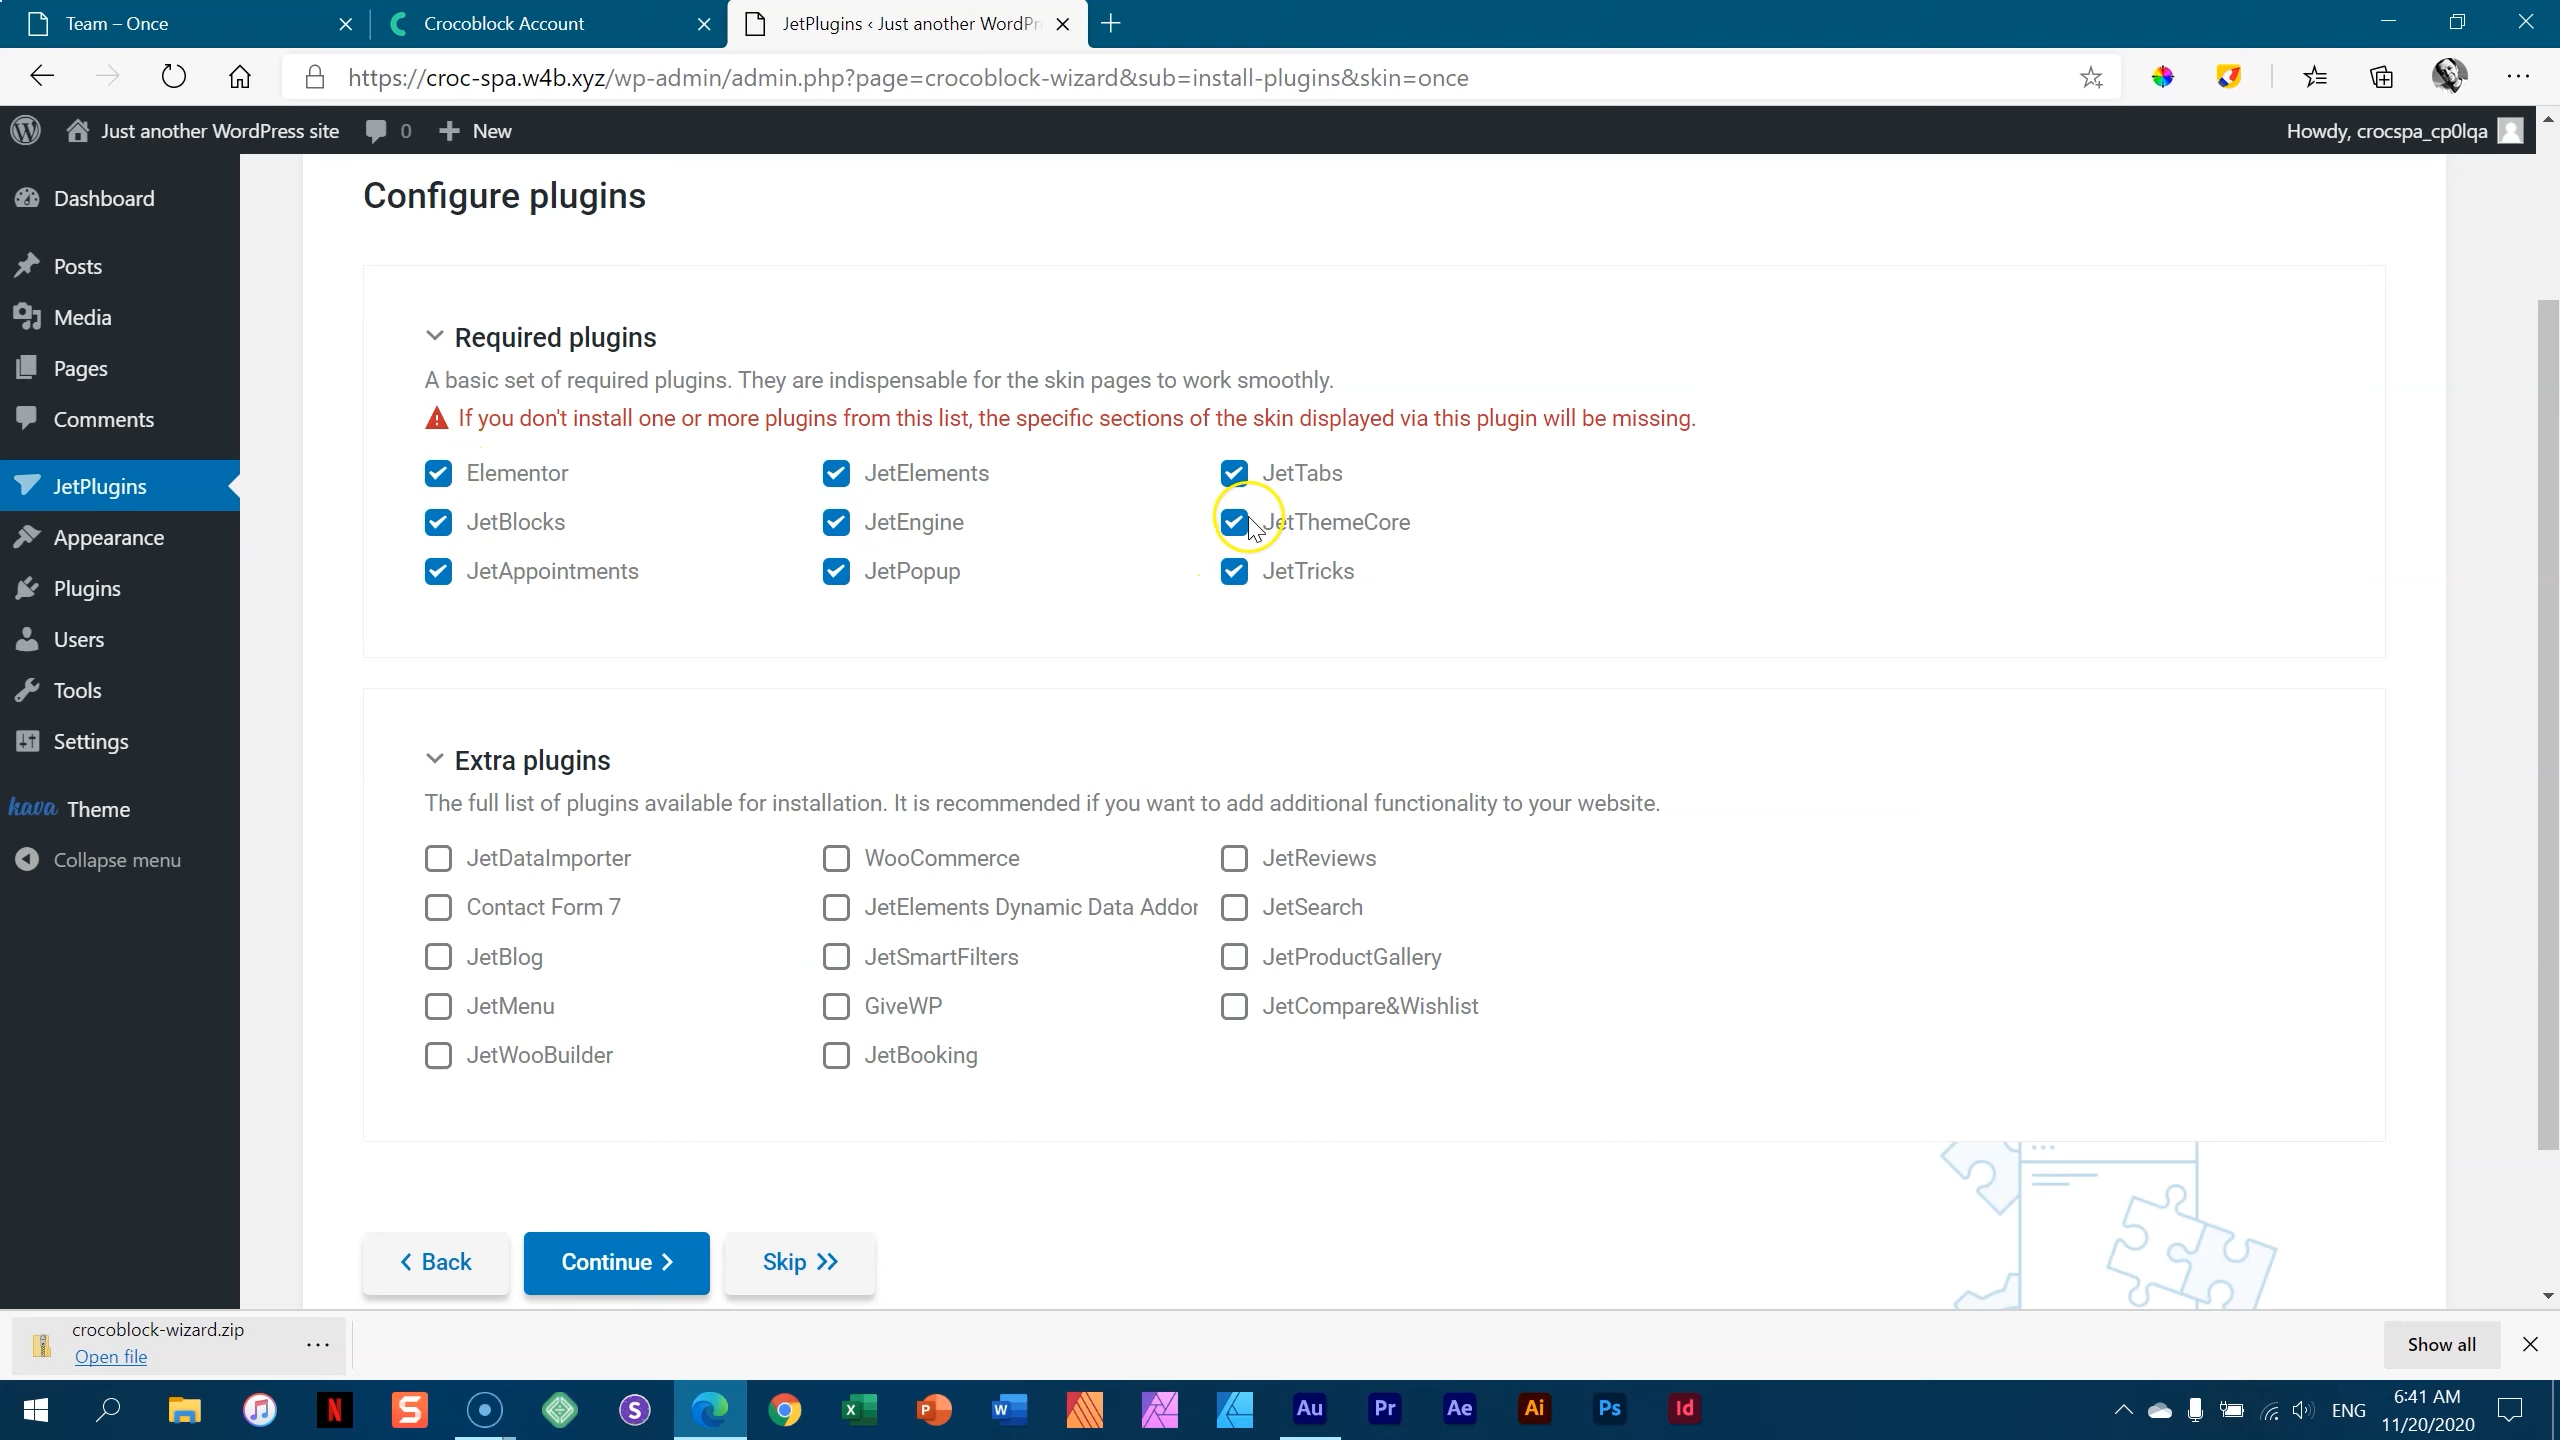 Team – Once
Crocoblock Account
JetPlugins ‹ Just another WordPr
https://croc-spa.w4b.xyz/wp-admin/admin.php?page=crocoblock-wizard&sub=install-plugins&skin=once
Just another WordPress site
0
New
Howdy, crocspa_cp0lqa
Dashboard
Posts
Media
Pages
Comments
JetPlugins
Appearance
Plugins
Users
Tools
Settings
kava Theme
Collapse menu
Configure plugins
Required plugins
A basic set of required plugins. They are indispensable for the skin pages to work smoothly.
If you don't install one or more plugins from this list, the specific sections of the skin displayed via this plugin will be missing.
Elementor JetElements JetTabs
JetBlocks JetEngine JetThemeCore
JetAppointments JetPopup JetTricks
Extra plugins
The full list of plugins available for installation. It is recommended if you want to add additional functionality to your website.
JetDataImporter WooCommerce JetReviews
Contact Form 7 JetElements Dynamic Data Addon JetSearch
JetBlog JetSmartFilters JetProductGallery
JetMenu GiveWP JetCompare&Wishlist
JetWooBuilder JetBooking
Back
Continue
Skip
crocoblock-wizard.zip
Open file
Show all
N
S
S
X
P
W
Au
Pr
Ae
Ai
Ps
Id
ENG
6:41 AM
11/20/2020